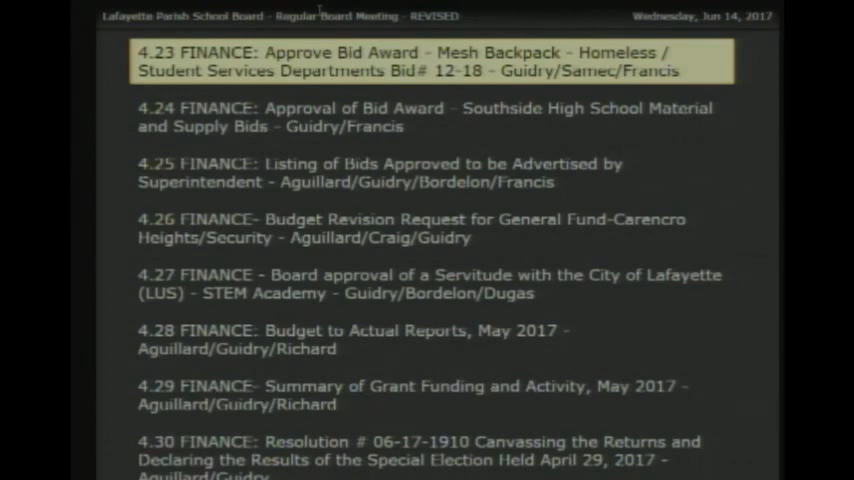 Lafayette Parish School Board - Regular Board Meeting - REVISED
Wednesday, Jun 14, 2017
4.23 FINANCE: Approve Bid Award - Mesh Backpack - Homeless /
Student Services Departments Bid# 12-18 - Guidry/Samec/Francis
4.24 FINANCE: Approval of Bid Award - Southside High School Material
and Supply Bids - Guidry/Francis
4.25 FINANCE: Listing of Bids Approved to be Advertised by
Superintendent - Aguillard/Guidry/Bordelon/Francis
4.26 FINANCE- Budget Revision Request for General Fund-Carencro
Heights/Security - Aguillard/Craig/Guidry
4.27 FINANCE - Board approval of a Servitude with the City of Lafayette
(LUS) - STEM Academy - Guidry/Bordelon/Dugas
4.28 FINANCE: Budget to Actual Reports, May 2017 -
Aguillard/Guidry/Richard
4.29 FINANCE- Summary of Grant Funding and Activity, May 2017 -
Aguillard/Guidry/Richard
4.30 FINANCE: Resolution # 06-17-1910 Canvassing the Returns and
Declaring the Results of the Special Election Held April 29, 2017 -
Aguillard/Guidry